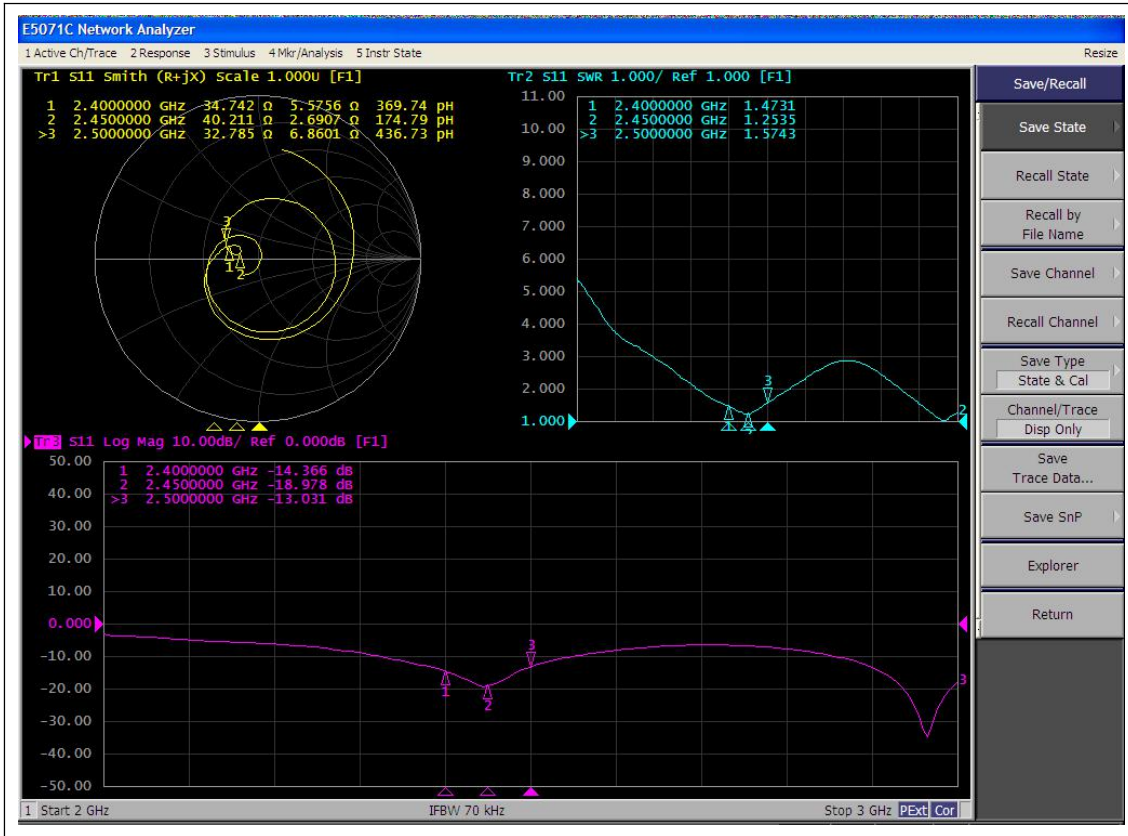 E5071C Network Analyzer
1 Active Ch/Trace 2 Response 3 Stimulus 4 Mkr/Analysis 5 Instr State Resize
Tr1 S11 Smith (R+jX) Scale 1.000U [F1]
1 2.4000000 GHz 34.742 Ω 5.5756 Ω 369.74 pH
2 2.4500000 GHz 40.211 Ω 2.6907 Ω 174.79 pH
>3 2.5000000 GHz 32.785 Ω 6.8601 Ω 436.73 pH
3
1
2
Tr2 S11 SWR 1.000/ Ref 1.000 [F1]
11.00
10.00
9.000
8.000
7.000
6.000
5.000
4.000
3.000
2.000
1.000
1 2.4000000 GHz 1.4731
2 2.4500000 GHz 1.2535
>3 2.5000000 GHz 1.5743
3
2
Tr3 S11 Log Mag 10.00dB/ Ref 0.000dB [F1]
50.00
40.00
30.00
20.00
10.00
0.000
-10.00
-20.00
-30.00
-40.00
-50.00
1 2.4000000 GHz -14.366 dB
2 2.4500000 GHz -18.978 dB
>3 2.5000000 GHz -13.031 dB
1
2
3
3
1 Start 2 GHz IFBW 70 kHz Stop 3 GHz PExt Cor
Save/Recall
Save State
Recall State
Recall by
File Name
Save Channel
Recall Channel
Save Type
State & Cal
Channel/Trace
Disp Only
Save
Trace Data...
Save SnP
Explorer
Return